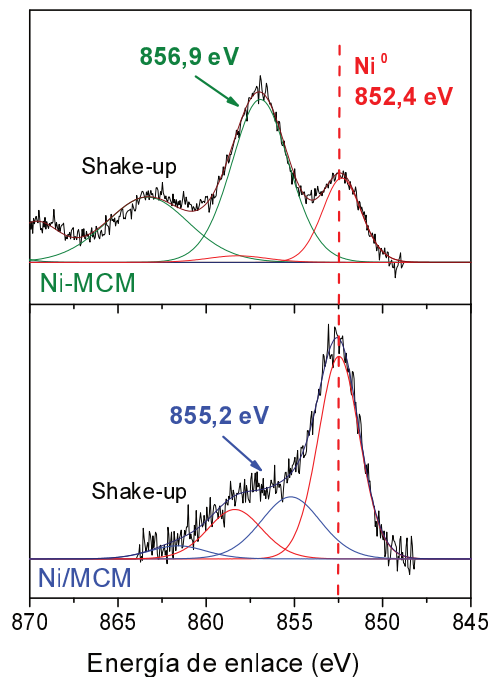 856,9 eV
Ni 0
852,4 eV
Shake-up
Ni-MCM
855,2 eV
Shake-up
Ni/MCM
870 865 860 855 850 845
Energía de enlace (eV)